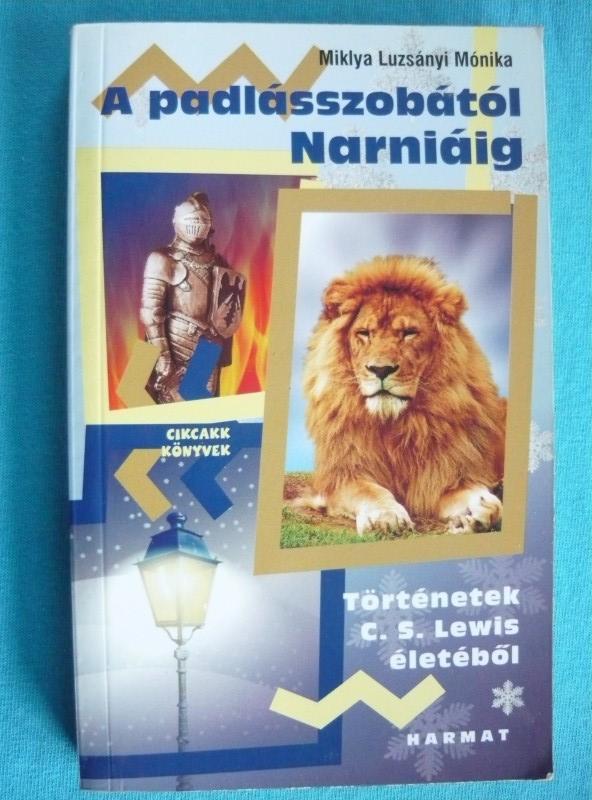 Miklya Luzsányi Mónika
A padlásszobától
Narniáig
CIKCAKK
KÖNYVEK
Történetek
C. S. Lewis
életéből
HARMAT